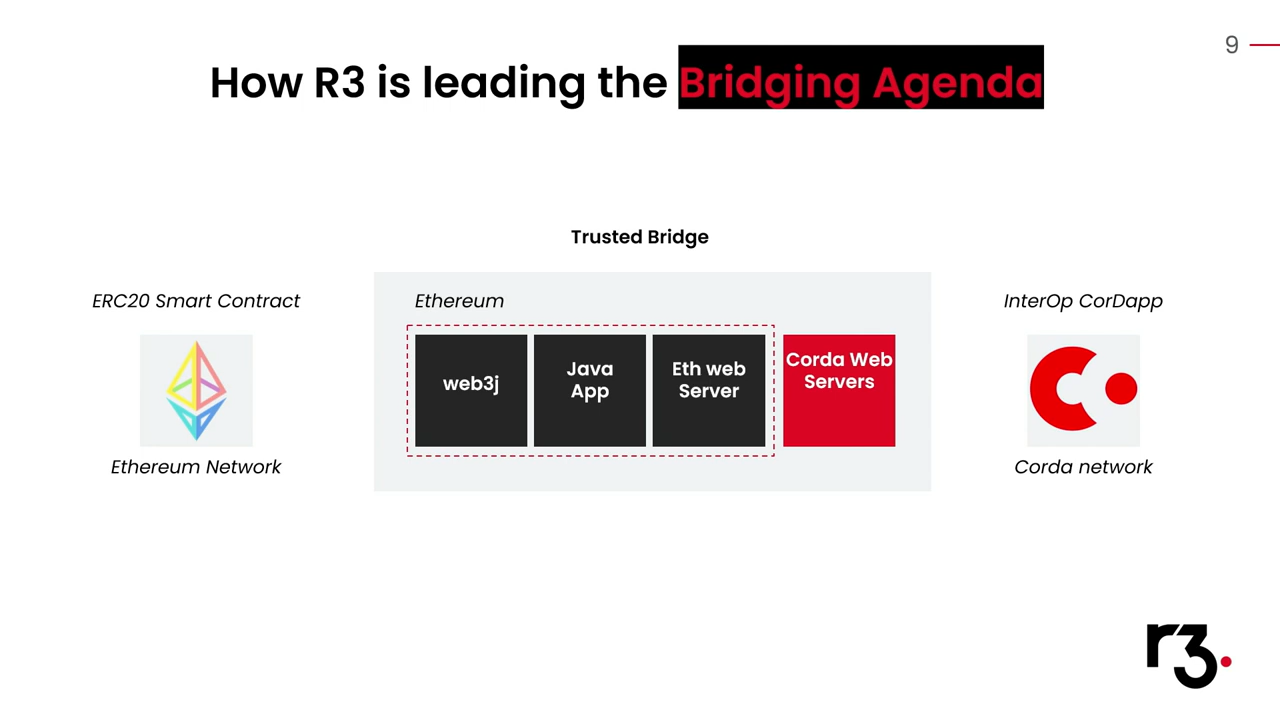 9
How R3 is leading the Bridging Agenda
Trusted Bridge
ERC20 Smart Contract
Ethereum
InterOp CorDapp
web3j
Java
App
Eth web
Server
Corda Web
Servers
Ethereum Network
Corda network
r3.